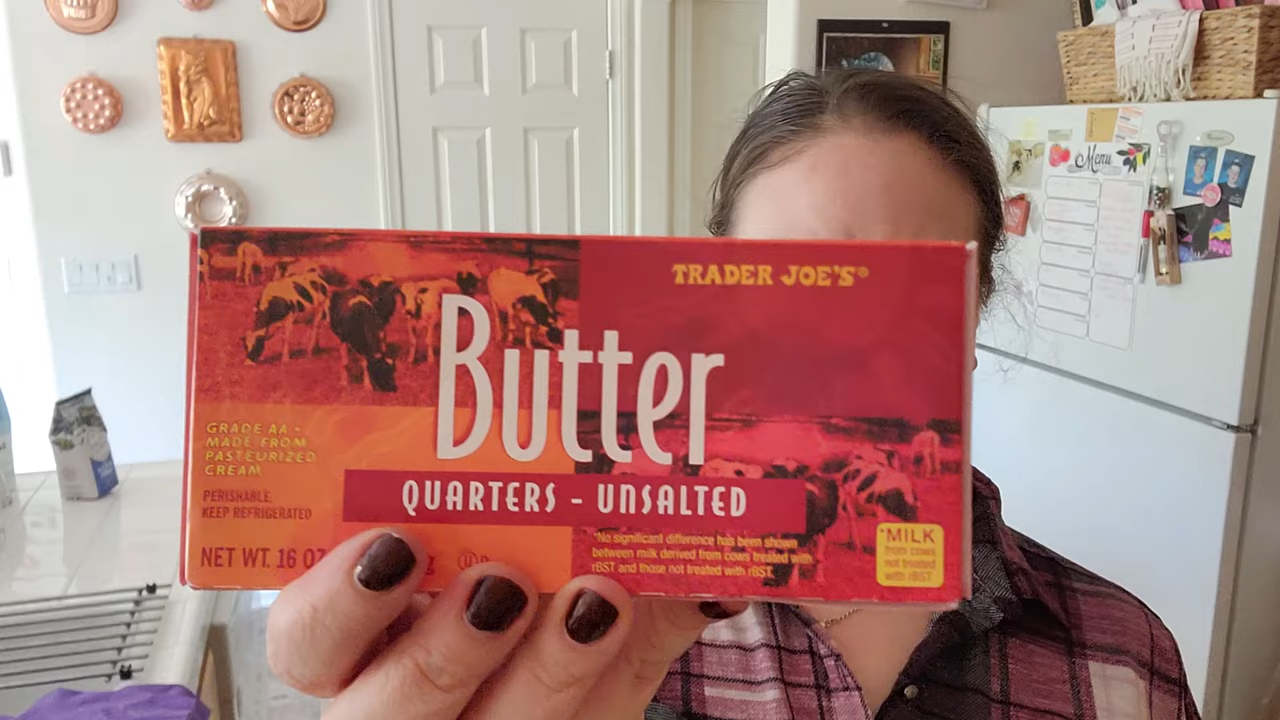 Menu
TRADER JOE'S®
Butter
QUARTERS - UNSALTED
GRADE AA •
MADE FROM
PASTEURIZED
CREAM
PERISHABLE,
KEEP REFRIGERATED
NET WT. 16 OZ
*No significant difference has been shown
between milk derived from cows treated with
rBST and those not treated with rBST.
*MILK
from cows
not treated
with rBST